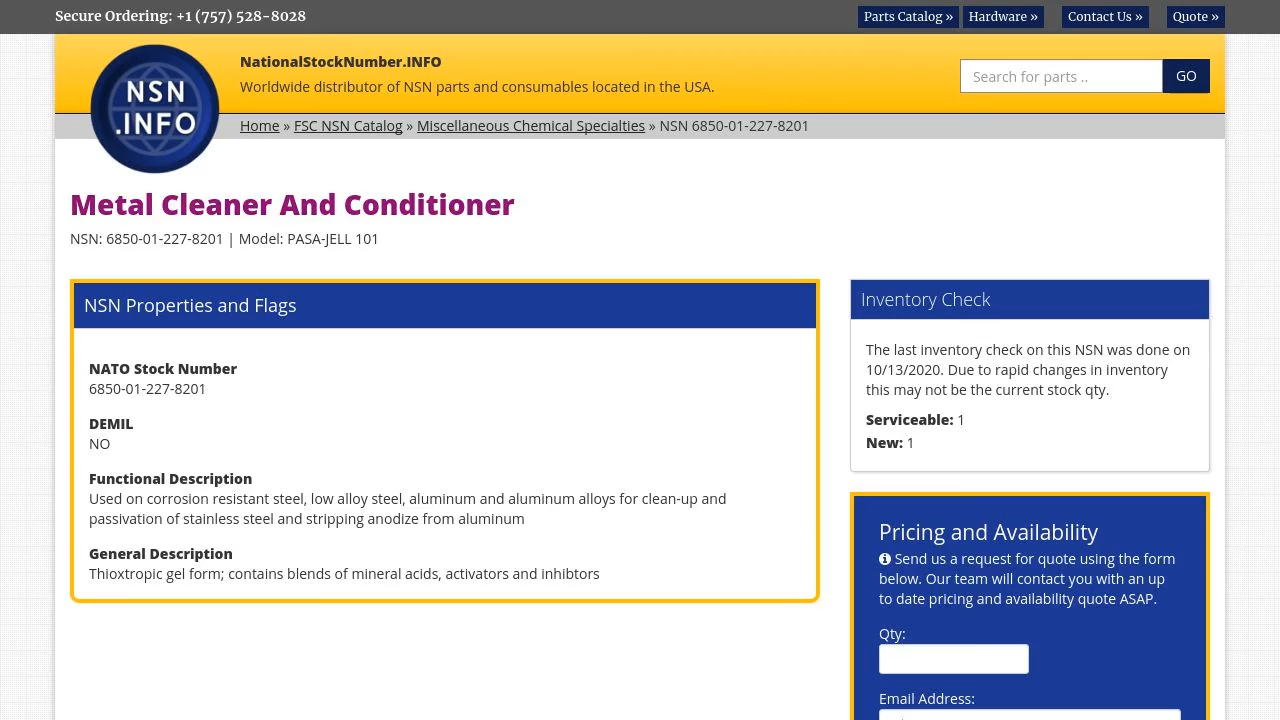 Secure Ordering: +1 (757) 528-8028
Parts Catalog »
Hardware »
Contact Us »
Quote »
NSN
.INFO
NationalStockNumber.INFO
Worldwide distributor of NSN parts and consumables located in the USA.
Search for parts ..
GO
Home » FSC NSN Catalog » Miscellaneous Chemical Specialties » NSN 6850-01-227-8201
Metal Cleaner And Conditioner
NSN: 6850-01-227-8201 | Model: PASA-JELL 101
NSN Properties and Flags
NATO Stock Number
6850-01-227-8201
DEMIL
NO
Functional Description
Used on corrosion resistant steel, low alloy steel, aluminum and aluminum alloys for clean-up and
passivation of stainless steel and stripping anodize from aluminum
General Description
Thioxtropic gel form; contains blends of mineral acids, activators and inhibtors
Inventory Check
The last inventory check on this NSN was done on
10/13/2020. Due to rapid changes in inventory
this may not be the current stock qty.
Serviceable: 1
New: 1
Pricing and Availability
Send us a request for quote using the form
below. Our team will contact you with an up
to date pricing and availability quote ASAP.
Qty:
Email Address: